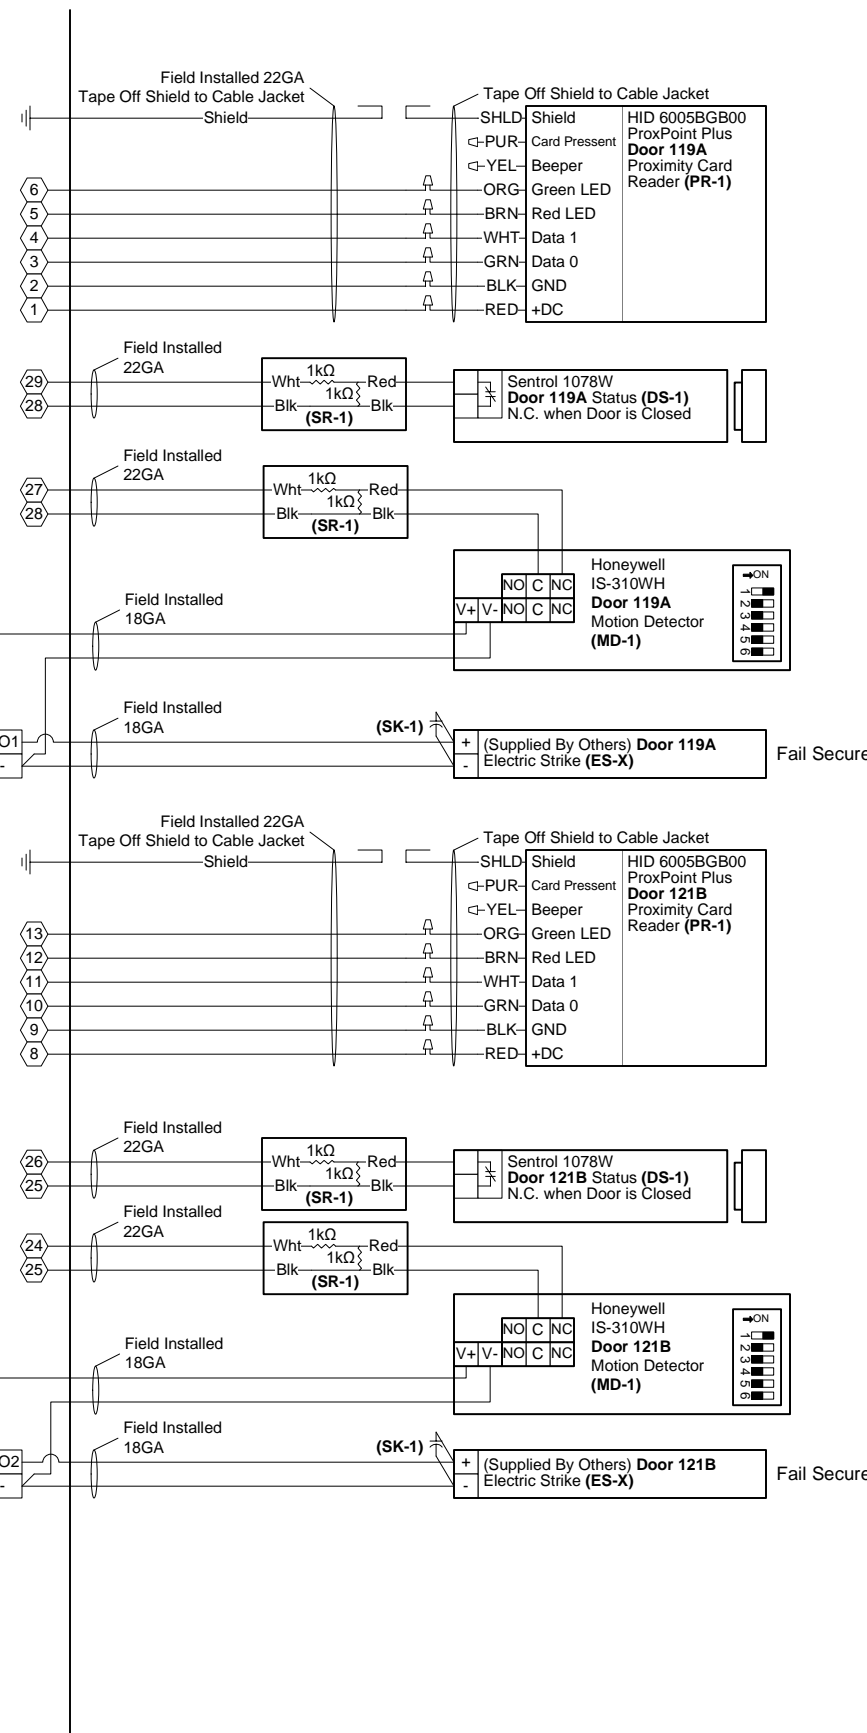 Field Installed 22GA
Tape Off Shield to Cable Jacket
Shield
Tape Off Shield to Cable Jacket
SHLD Shield
PUR Card Pressent
YEL Beeper
6 ORG Green LED
5 BRN Red LED
4 WHT Data 1
3 GRN Data 0
2 BLK GND
1 RED +DC
HID 6005BGB00
ProxPoint Plus
Door 119A
Proximity Card
Reader (PR-1)
Field Installed
22GA
29
28
Wht 1kΩ Red
1kΩ
Blk Blk
(SR-1)
Sentrol 1078W
Door 119A Status (DS-1)
N.C. when Door is Closed
Field Installed
22GA
27
28
Wht 1kΩ Red
1kΩ
Blk Blk
(SR-1)
Field Installed
18GA
NO C NC
V+ V- NO C NC
Honeywell
IS-310WH
Door 119A
Motion Detector
(MD-1)
ON
1
2
3
4
5
6
Field Installed
18GA
O1
-
(SK-1)
+
-
(Supplied By Others) Door 119A
Electric Strike (ES-X)
Fail Secure
Field Installed 22GA
Tape Off Shield to Cable Jacket
Shield
Tape Off Shield to Cable Jacket
SHLD Shield
PUR Card Pressent
YEL Beeper
13 ORG Green LED
12 BRN Red LED
11 WHT Data 1
10 GRN Data 0
9 BLK GND
8 RED +DC
HID 6005BGB00
ProxPoint Plus
Door 121B
Proximity Card
Reader (PR-1)
Field Installed
22GA
26
25
Wht 1kΩ Red
1kΩ
Blk Blk
(SR-1)
Sentrol 1078W
Door 121B Status (DS-1)
N.C. when Door is Closed
Field Installed
22GA
24
25
Wht 1kΩ Red
1kΩ
Blk Blk
(SR-1)
Field Installed
18GA
NO C NC
V+ V- NO C NC
Honeywell
IS-310WH
Door 121B
Motion Detector
(MD-1)
ON
1
2
3
4
5
6
Field Installed
18GA
O2
-
(SK-1)
+
-
(Supplied By Others) Door 121B
Electric Strike (ES-X)
Fail Secure